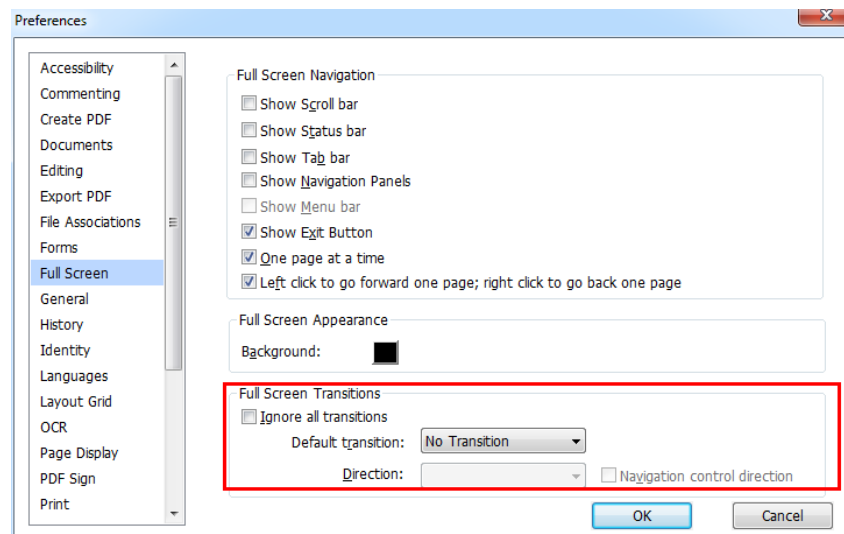 Preferences
Accessibility
Commenting
Create PDF
Documents
Editing
Export PDF
File Associations
Forms
Full Screen
General
History
Identity
Languages
Layout Grid
OCR
Page Display
PDF Sign
Print
Full Screen Navigation
Show Scroll bar
Show Status bar
Show Tab bar
Show Navigation Panels
Show Menu bar
Show Exit Button
One page at a time
Left click to go forward one page; right click to go back one page
Full Screen Appearance
Background:
Full Screen Transitions
Ignore all transitions
Default transition: No Transition
Direction: Navigation control direction
OK Cancel